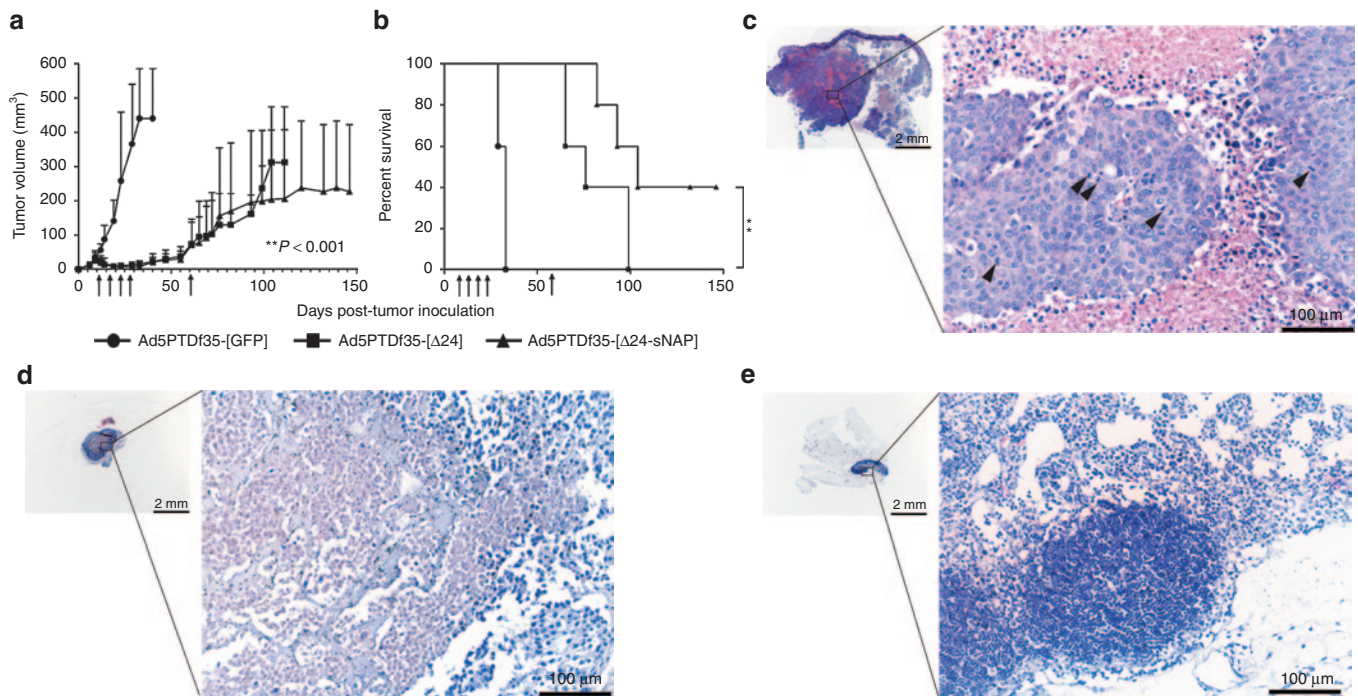 a
b
c
Tumor volume (mm³)
600
500
400
300
200
100
0
**P < 0.001
0
50
100
150
Percent survival
100
80
60
40
20
0
**
0
50
100
150
Days post-tumor inoculation
Ad5PTDf35-[GFP]
Ad5PTDf35-[Δ24]
Ad5PTDf35-[Δ24-sNAP]
2 mm
100 µm
d
2 mm
100 µm
e
2 mm
100 µm